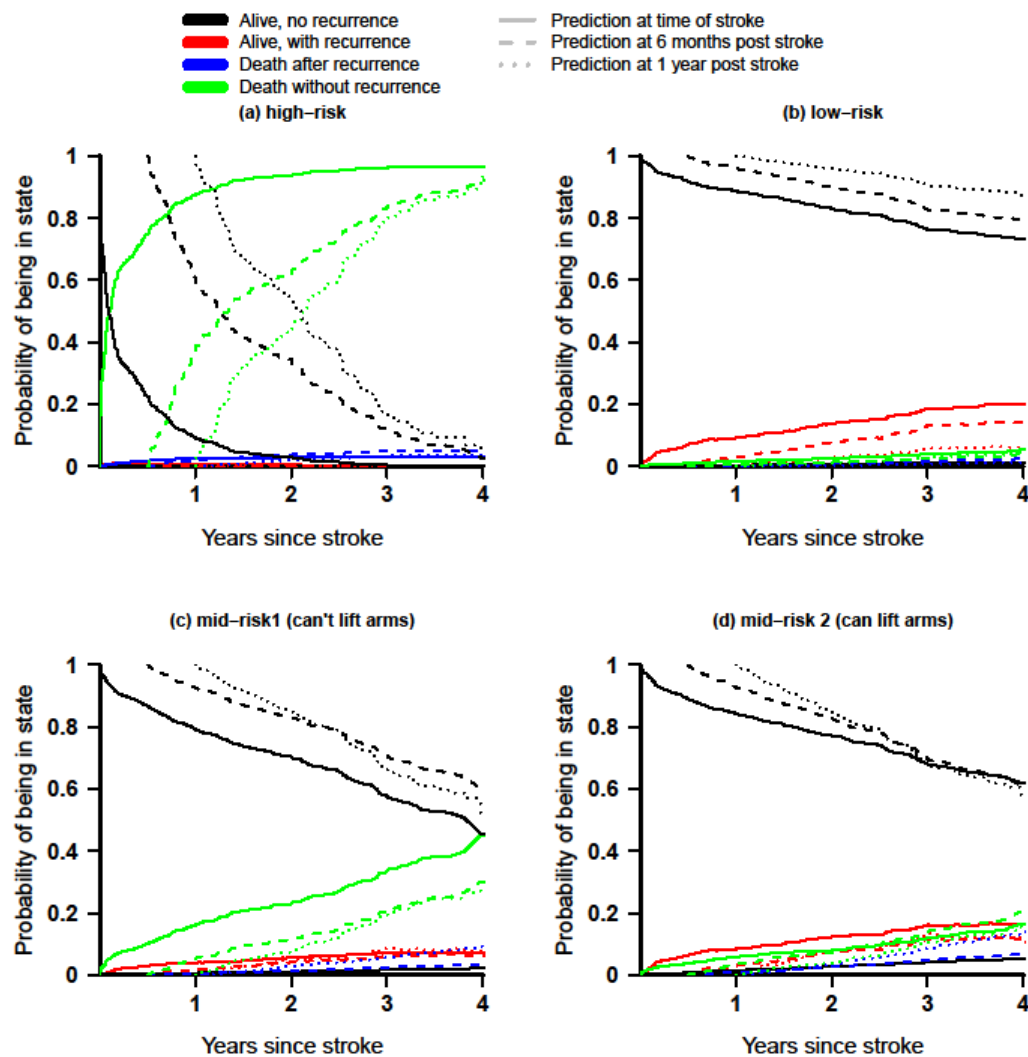 Alive, no recurrence
Alive, with recurrence
Death after recurrence
Death without recurrence
Prediction at time of stroke
Prediction at 6 months post stroke
Prediction at 1 year post stroke
(a) high−risk
Probability of being in state
1
0.8
0.6
0.4
0.2
0
1 2 3 4
Years since stroke
(b) low−risk
Probability of being in state
1
0.8
0.6
0.4
0.2
0
1 2 3 4
Years since stroke
(c) mid−risk1 (can't lift arms)
Probability of being in state
1
0.8
0.6
0.4
0.2
0
1 2 3 4
Years since stroke
(d) mid−risk 2 (can lift arms)
Probability of being in state
1
0.8
0.6
0.4
0.2
0
1 2 3 4
Years since stroke